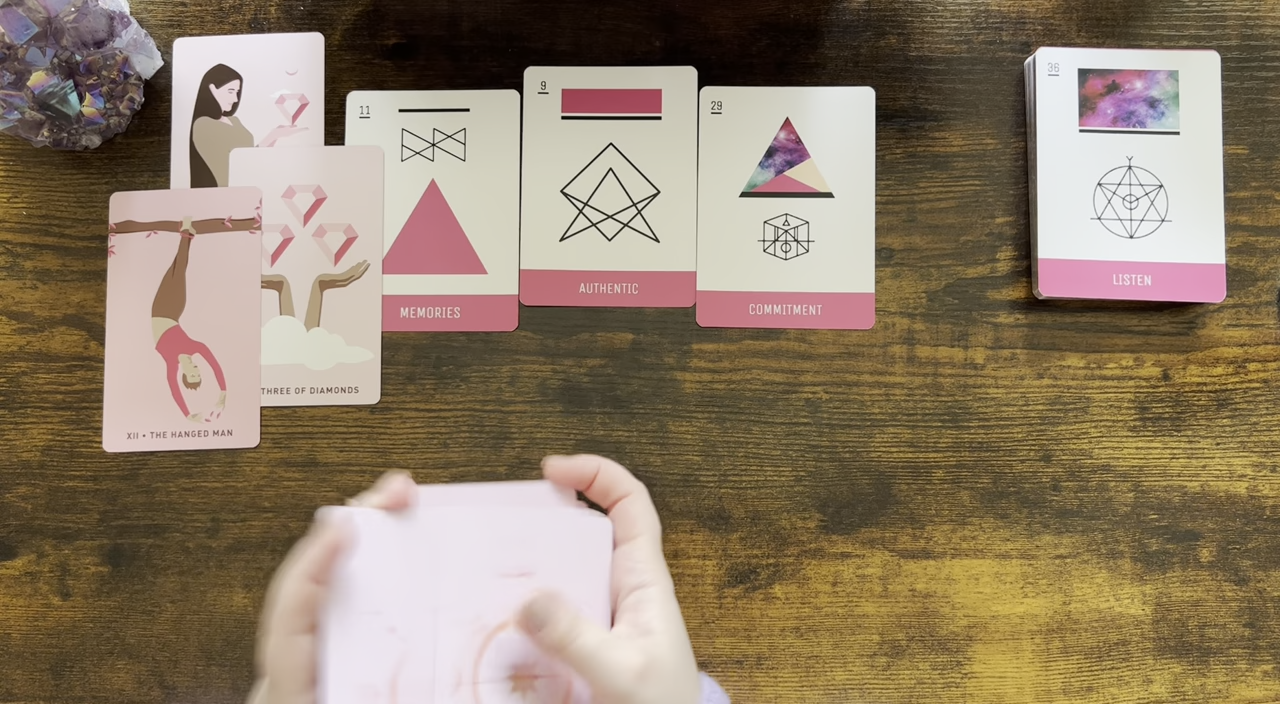 11
MEMORIES
9
AUTHENTIC
29
COMMITMENT
36
LISTEN
THREE OF DIAMONDS
XII • THE HANGED MAN